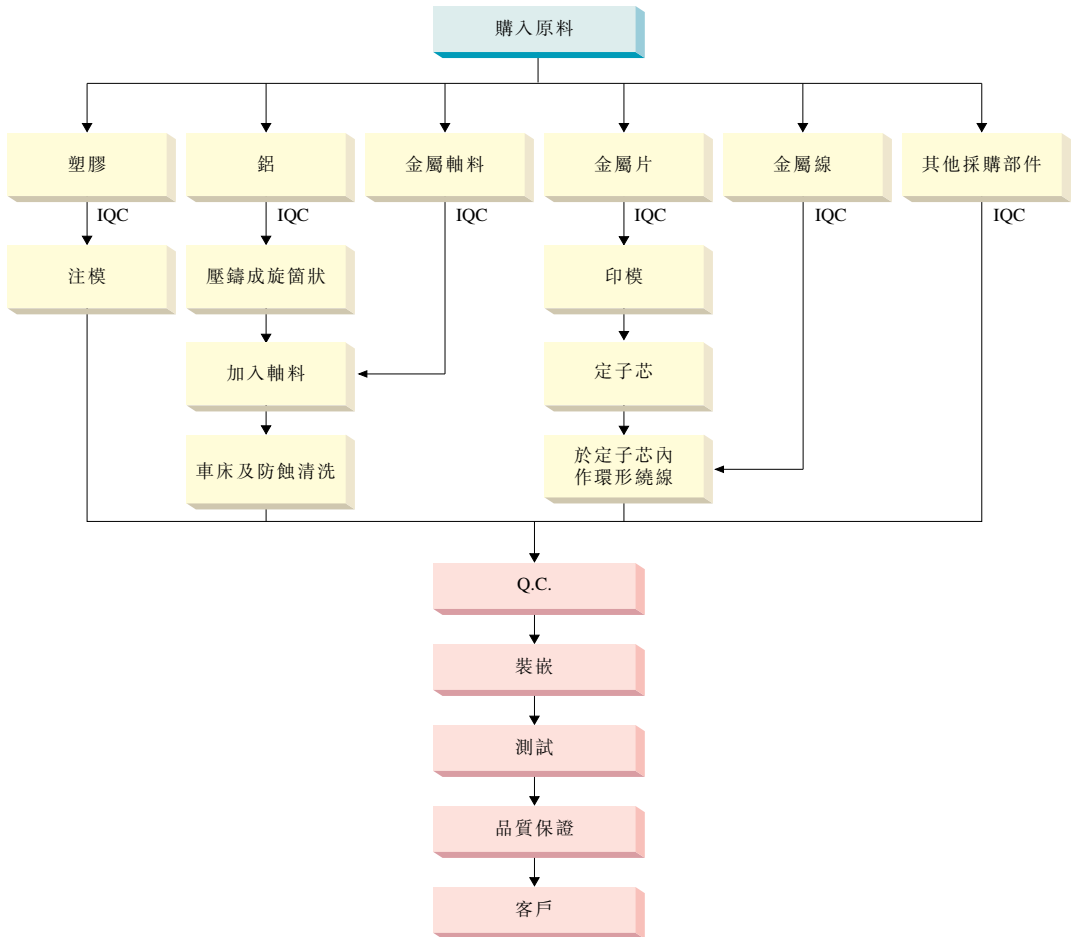 購入原料
塑膠
鋁
金屬軸料
金屬片
金屬線
其他採購部件
IQC
IQC
IQC
IQC
IQC
IQC
注模
壓鑄成旋箇狀
印模
加入軸料
定子芯
車床及防蝕清洗
於定子芯內
作環形繞線
Q.C.
裝嵌
測試
品質保證
客戶